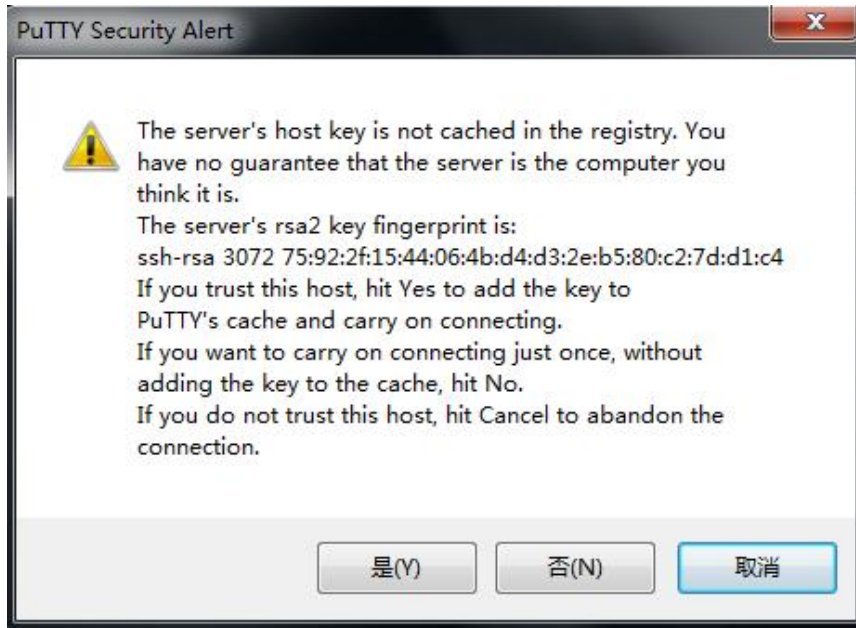 PuTTY Security Alert
The server's host key is not cached in the registry. You
have no guarantee that the server is the computer you
think it is.
The server's rsa2 key fingerprint is:
ssh-rsa 3072 75:92:2f:15:44:06:4b:d4:d3:2e:b5:80:c2:7d:d1:c4
If you trust this host, hit Yes to add the key to
PuTTY's cache and carry on connecting.
If you want to carry on connecting just once, without
adding the key to the cache, hit No.
If you do not trust this host, hit Cancel to abandon the
connection.
是(Y) 否(N) 取消